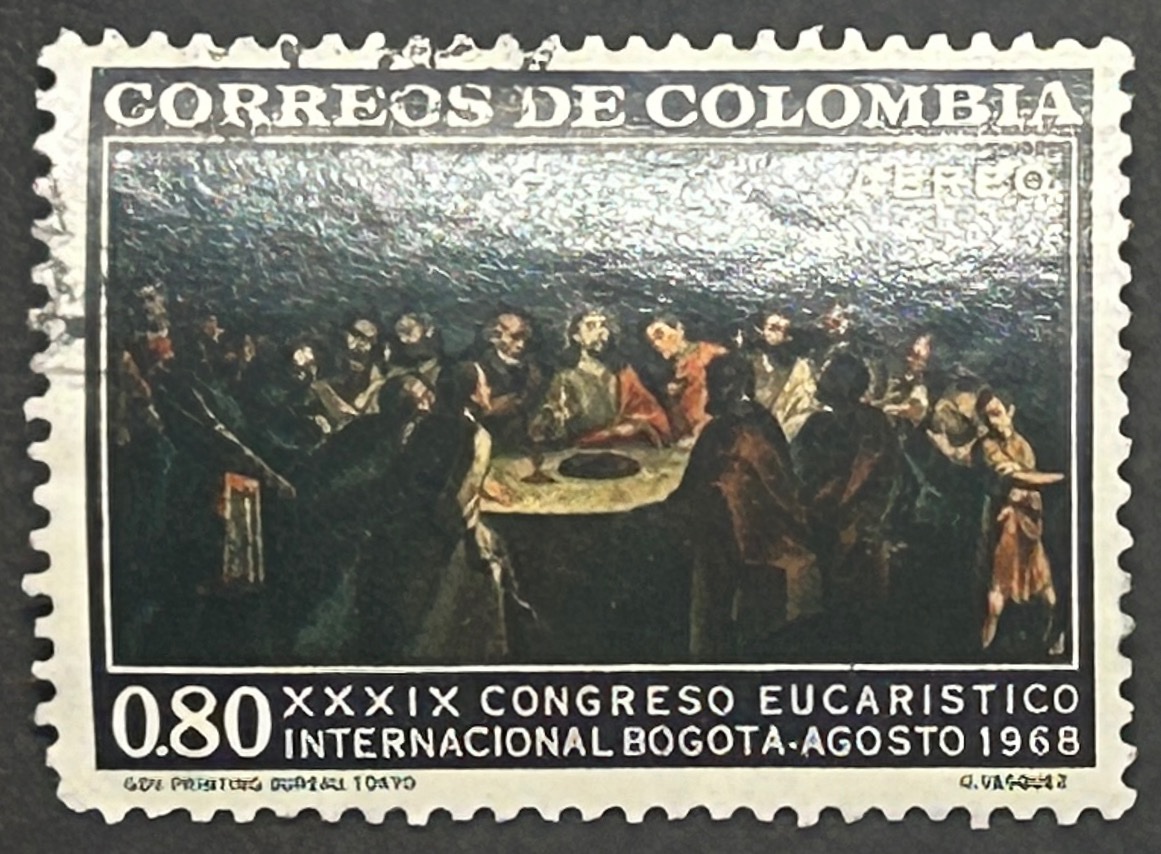 CORREOS DE COLOMBIA
AEREO
0.80 XXXIX CONGRESO EUCARISTICO
INTERNACIONAL BOGOTA·AGOSTO 1968